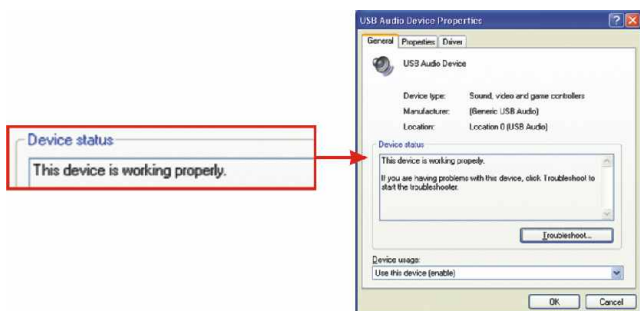 Device status
This device is working properly.
USB Audio Device Properties
General Properties Driver
USB Audio Device
Device type: Sound, video and game controllers
Manufacturer: (Generic USB Audio)
Location: Location 0 (USB Audio)
Device status
This device is working properly.
If you are having problems with this device, click Troubleshoot to
start the troubleshooter.
Troubleshoot...
Device usage:
Use this device (enable)
OK Cancel